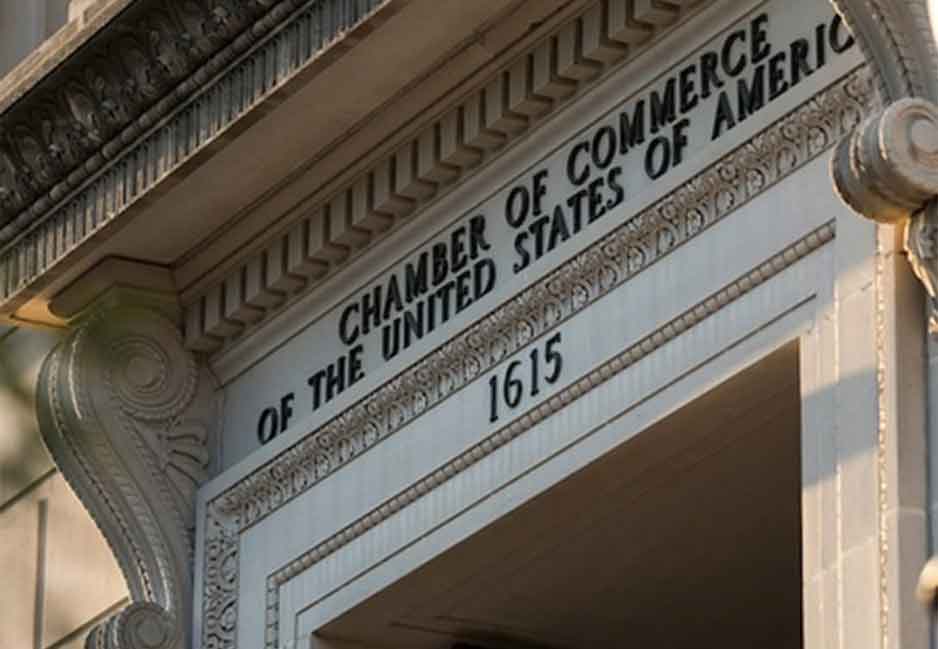 CHAMBER OF COMMERCE
OF THE UNITED STATES OF AMERIC
1615